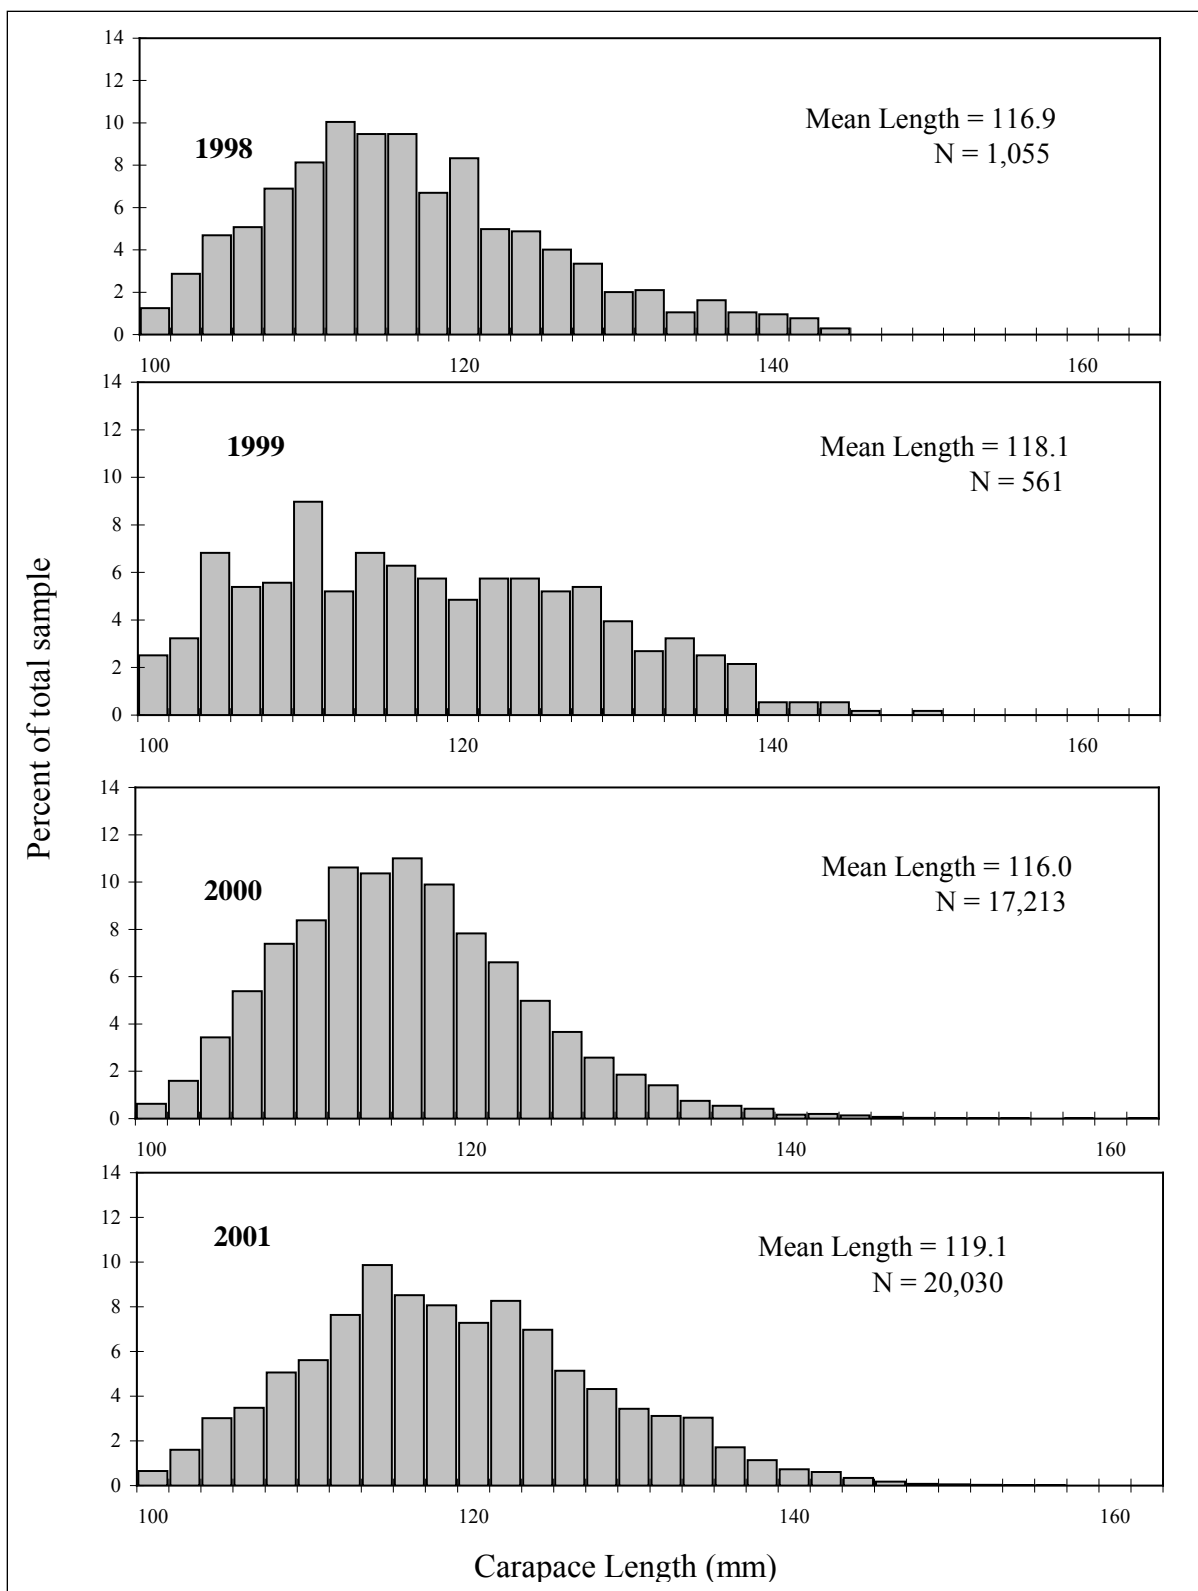 14
12
10
8
6
4
2
0
1998
Mean Length = 116.9
N = 1,055
100 120 140 160
14
12
10
8
6
4
2
0
1999
Mean Length = 118.1
N = 561
100 120 140 160
Percent of total sample
14
12
10
8
6
4
2
0
2000
Mean Length = 116.0
N = 17,213
100 120 140 160
14
12
10
8
6
4
2
0
2001
Mean Length = 119.1
N = 20,030
100 120 140 160
Carapace Length (mm)